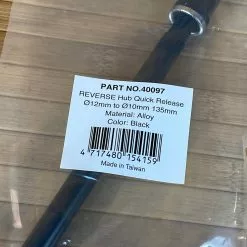 PART NO.40097
REVERSE Hub Quick Release
Ø12mm to Ø10mm 135mm
Material: Alloy
Color: Black
4 717480 154159
Made in Taiwan